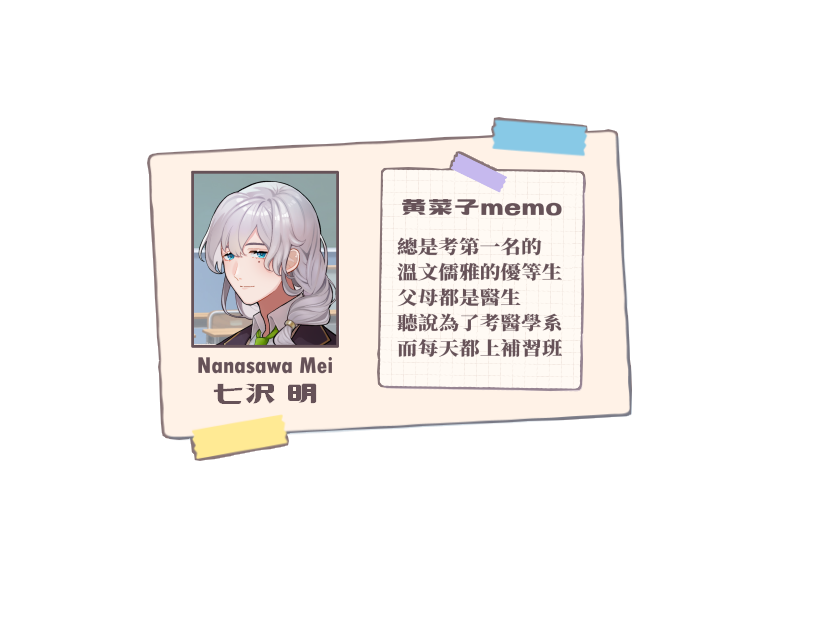 Nanasawa Mei
七沢 明
黄菜子memo
總是考第一名的
溫文儒雅的優等生
父母都是醫生
聽說為了考醫學系
而每天都上補習班